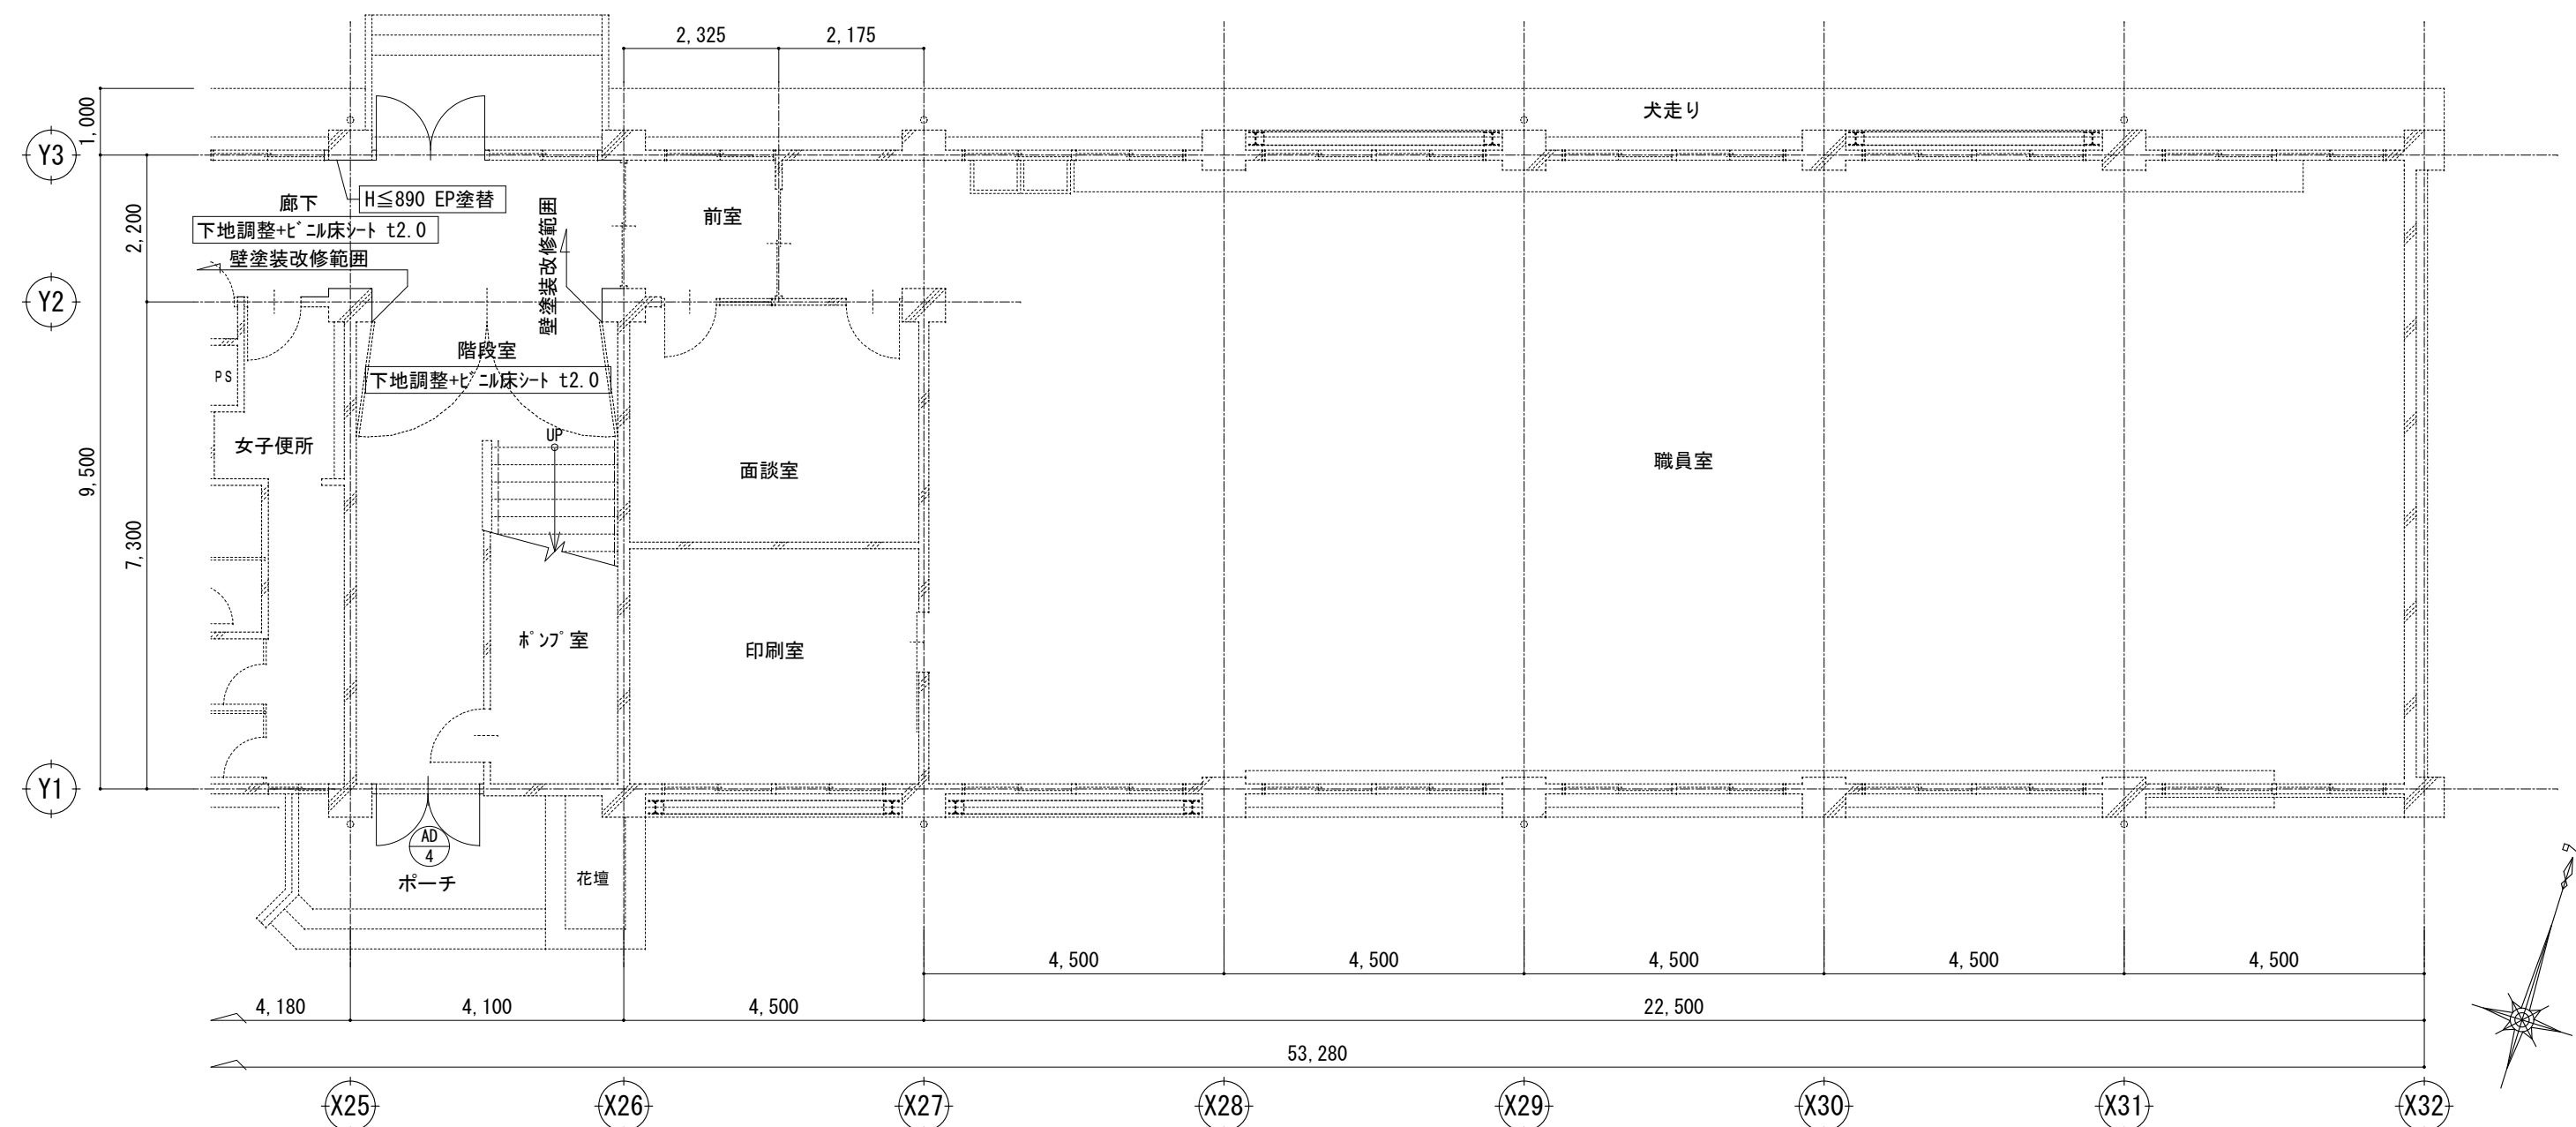 2,325
2,175
犬走り
1,000
Y3
H≦890 EP塗替
廊下
前室
下地調整+ﾋﾞﾆﾙ床ｼｰﾄ t2.0
2,200
壁塗装改修範囲
壁塗装改修範囲
Y2
階段室
下地調整+ﾋﾞﾆﾙ床ｼｰﾄ t2.0
PS
UP
女子便所
面談室
職員室
9,500
7,300
ﾎﾟﾝﾌﾟ室
印刷室
Y1
AD
4
ポーチ
花壇
4,500
4,500
4,500
4,500
4,500
4,180
4,100
4,500
22,500
53,280
X25
X26
X27
X28
X29
X30
X31
X32